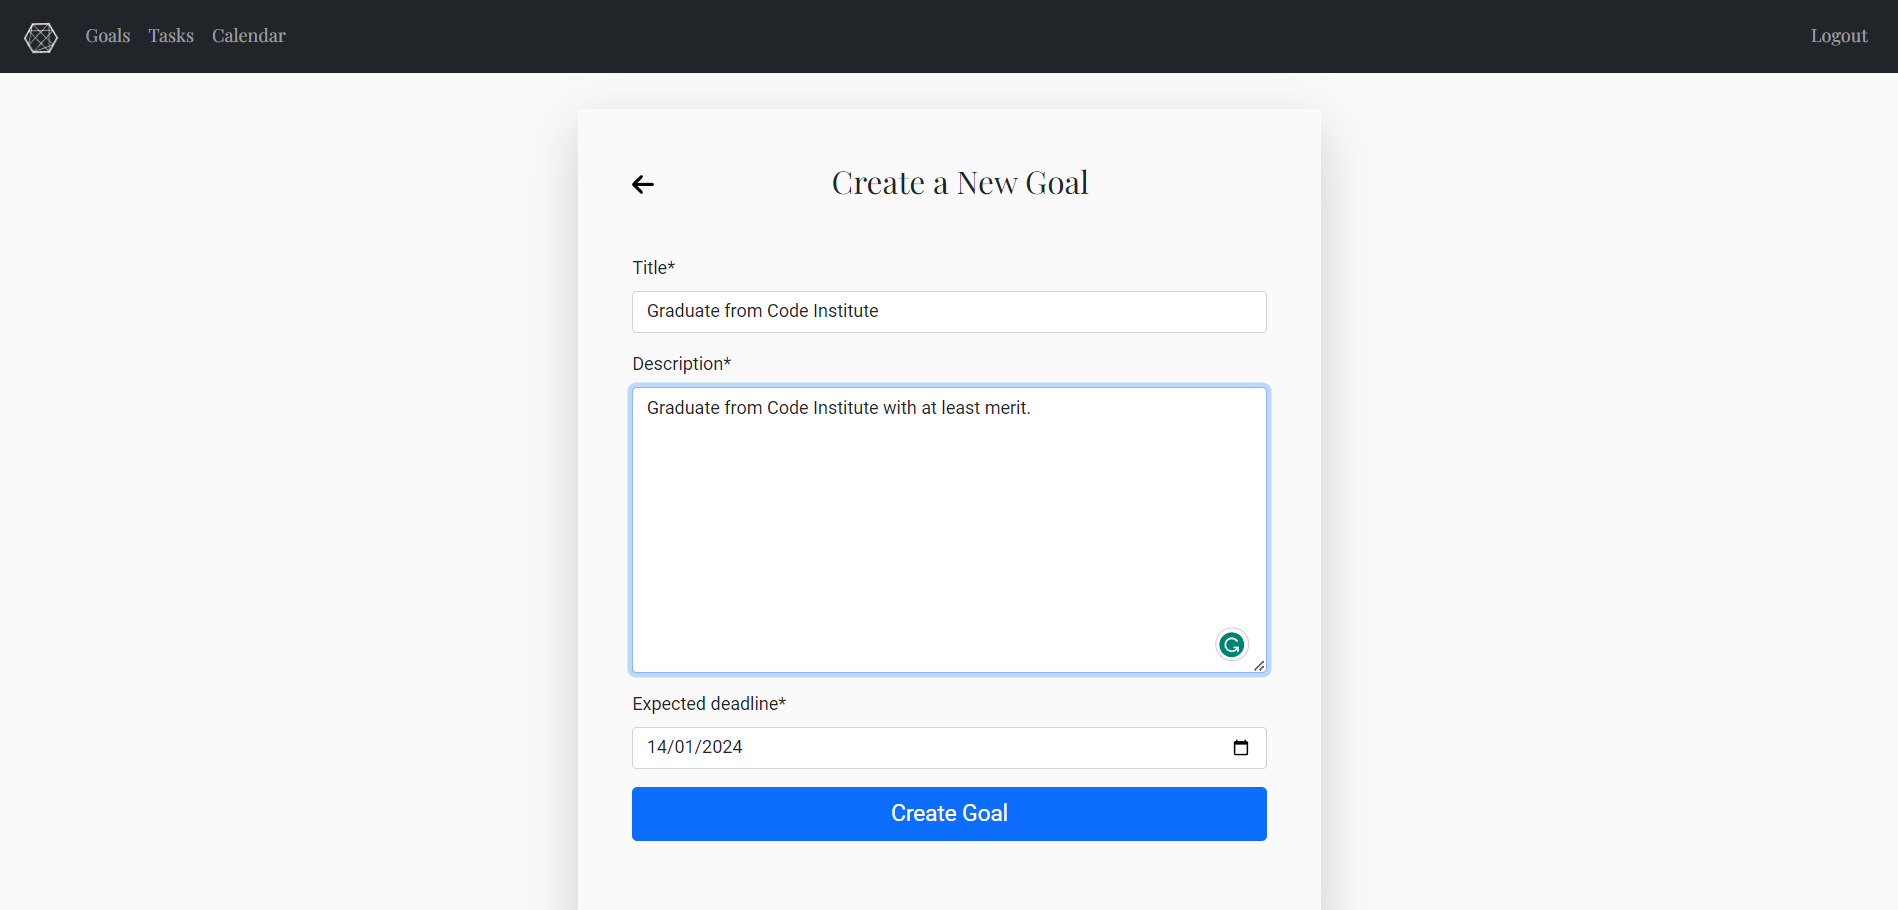 Goals Tasks Calendar Logout
Create a New Goal
Title*
Graduate from Code Institute
Description*
Graduate from Code Institute with at least merit.
Expected deadline*
14/01/2024
Create Goal